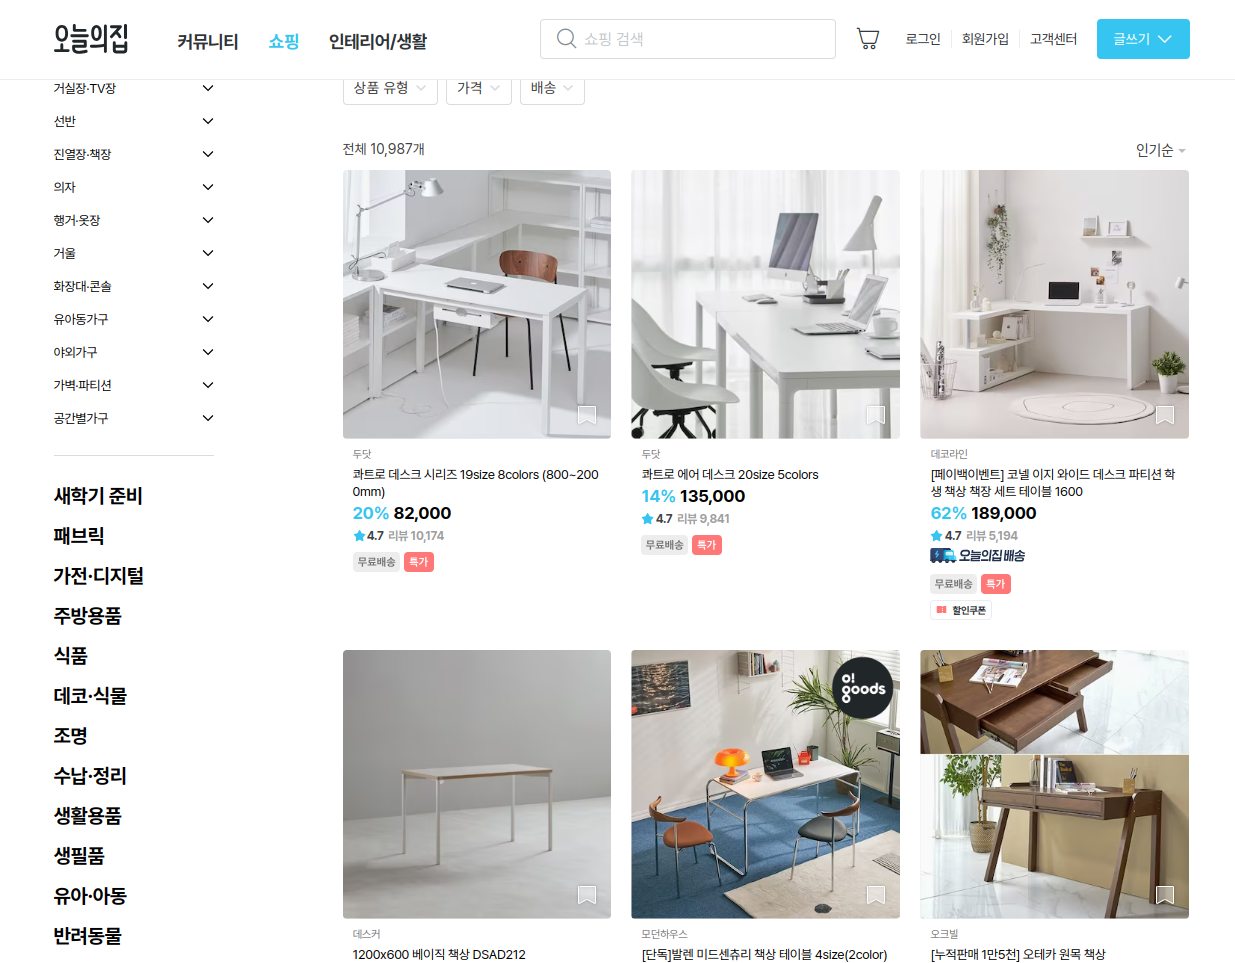 오늘의집
커뮤니티
쇼핑
인테리어/생활
쇼핑 검색
로그인
회원가입
고객센터
글쓰기
거실장·TV장
선반
진열장·책장
의자
행거·옷장
거울
화장대·콘솔
유아동가구
야외가구
가벽·파티션
공간별가구
새학기 준비
패브릭
가전·디지털
주방용품
식품
데코·식물
조명
수납·정리
생활용품
생필품
유아·아동
반려동물
상품 유형
가격
배송
전체 10,987개
인기순
두닷
콰트로 데스크 시리즈 19size 8colors (800~200
0mm)
20% 82,000
4.7 리뷰 10,174
무료배송
특가
두닷
콰트로 에어 데스크 20size 5colors
14% 135,000
4.7 리뷰 9,841
무료배송
특가
데코라인
[페이백이벤트] 코넬 이지 와이드 데스크 파티션 학
생 책상 책장 세트 테이블 1600
62% 189,000
4.7 리뷰 5,194
오늘의집 배송
무료배송
특가
할인쿠폰
데스커
1200x600 베이직 책상 DSAD212
o!
goods
모던하우스
[단독]발렌 미드센츄리 책상 테이블 4size(2color)
오크빌
[누적판매 1만5천] 오테카 원목 책상